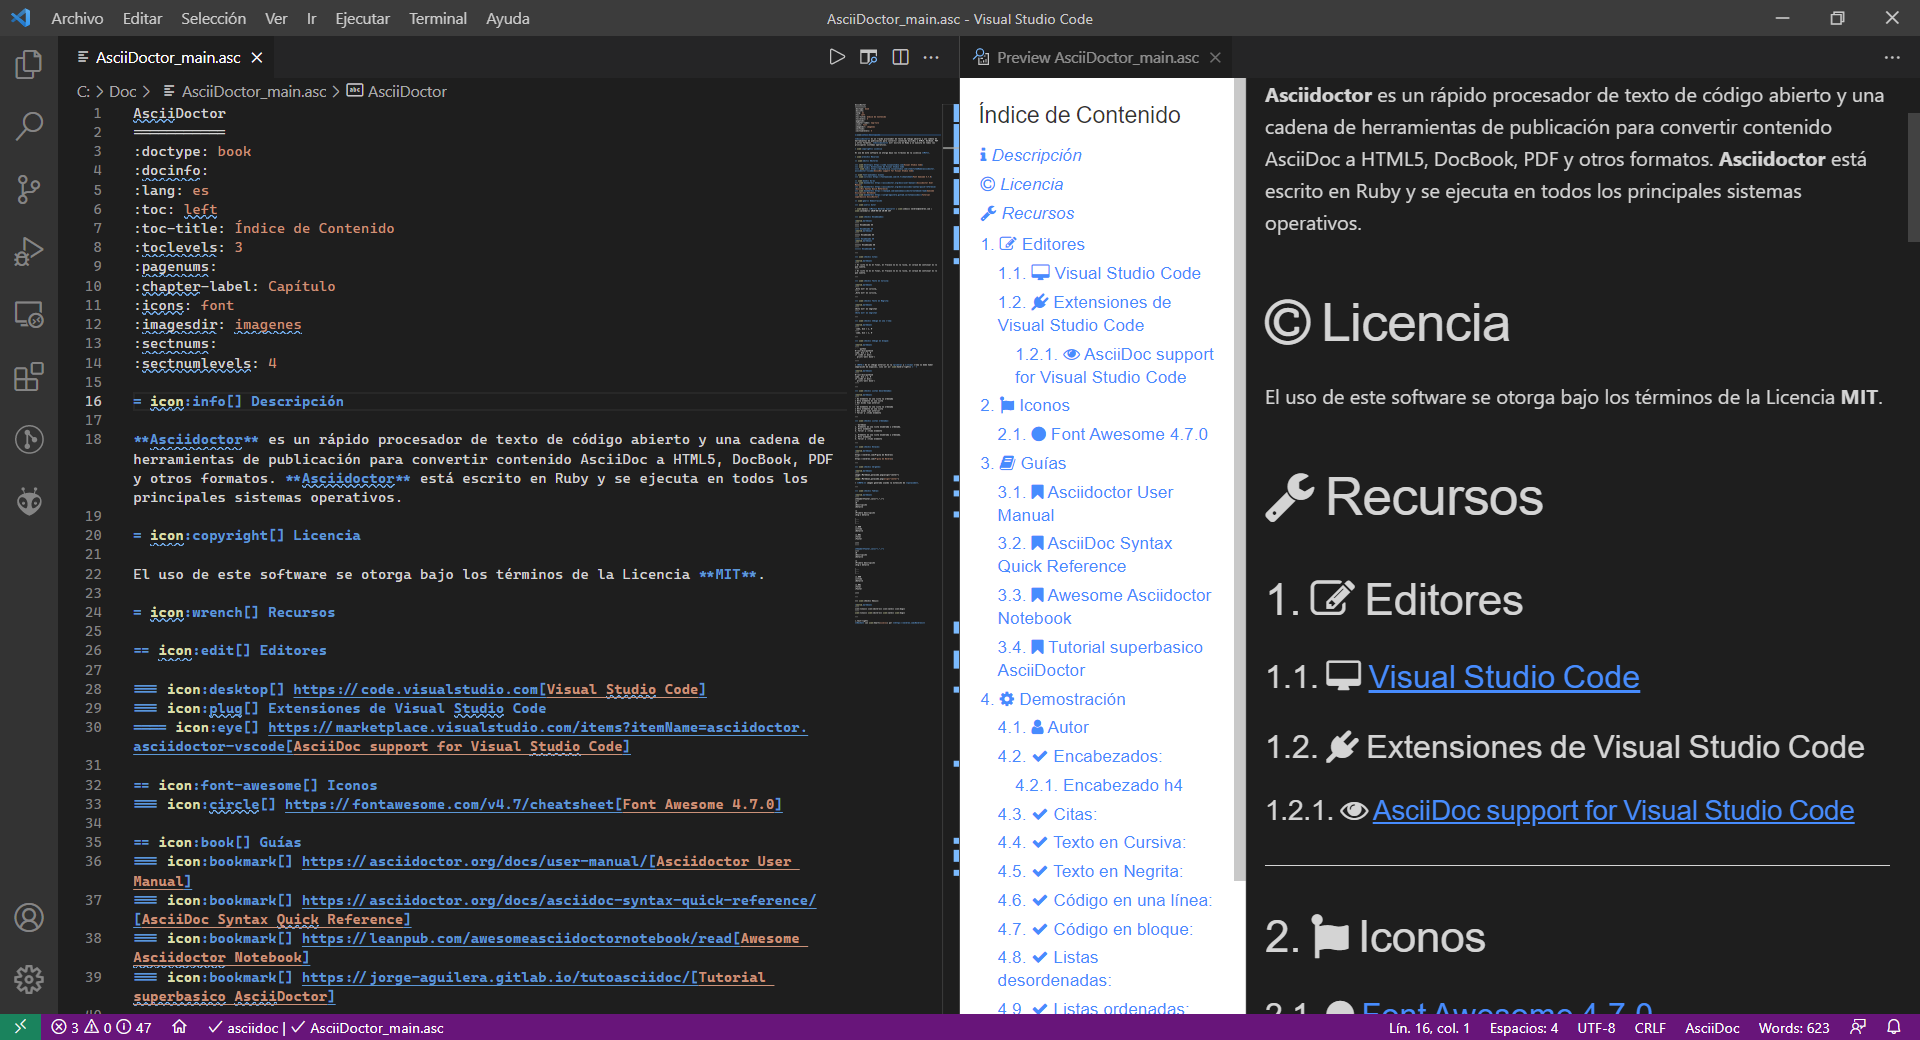 Archivo Editar Selección Ver Ir Ejecutar Terminal Ayuda
AsciiDoctor_main.asc - Visual Studio Code
AsciiDoctor_main.asc
C: > Doc > AsciiDoctor_main.asc > AsciiDoctor
1 AsciiDoctor
2 ===========
3 :doctype: book
4 :docinfo:
5 :lang: es
6 :toc: left
7 :toc-title: Índice de Contenido
8 :toclevels: 3
9 :pagenums:
10 :chapter-label: Capítulo
11 :icons: font
12 :imagesdir: imagenes
13 :sectnums:
14 :sectnumlevels: 4
15
16 = icon:info[] Descripción
17
18 **Asciidoctor** es un rápido procesador de texto de código abierto y una cadena de
herramientas de publicación para convertir contenido AsciiDoc a HTML5, DocBook, PDF
y otros formatos. **Asciidoctor** está escrito en Ruby y se ejecuta en todos los
principales sistemas operativos.
19
20 = icon:copyright[] Licencia
21
22 El uso de este software se otorga bajo los términos de la Licencia **MIT**.
23
24 = icon:wrench[] Recursos
25
26 == icon:edit[] Editores
27
28 === icon:desktop[] https://code.visualstudio.com[Visual Studio Code]
29 === icon:plug[] Extensiones de Visual Studio Code
30 ==== icon:eye[] https://marketplace.visualstudio.com/items?itemName=asciidoctor.
asciidoctor-vscode[AsciiDoc support for Visual Studio Code]
31
32 == icon:font-awesome[] Iconos
33 === icon:circle[] https://fontawesome.com/v4.7/cheatsheet[Font Awesome 4.7.0]
34
35 == icon:book[] Guías
36 === icon:bookmark[] https://asciidoctor.org/docs/user-manual/[Asciidoctor User
Manual]
37 === icon:bookmark[] https://asciidoctor.org/docs/asciidoc-syntax-quick-reference/
[AsciiDoc Syntax Quick Reference]
38 === icon:bookmark[] https://leanpub.com/awesomeasciidoctornotebook/read[Awesome
Asciidoctor Notebook]
39 === icon:bookmark[] https://jorge-aguilera.gitlab.io/tutoasciidoc/[Tutorial
superbasico AsciiDoctor]
40
Preview AsciiDoctor_main.asc
Índice de Contenido
Descripción
© Licencia
Recursos
1. Editores
1.1. Visual Studio Code
1.2. Extensiones de
Visual Studio Code
1.2.1. AsciiDoc support
for Visual Studio Code
2. Iconos
2.1. Font Awesome 4.7.0
3. Guías
3.1. Asciidoctor User
Manual
3.2. AsciiDoc Syntax
Quick Reference
3.3. Awesome Asciidoctor
Notebook
3.4. Tutorial superbasico
AsciiDoctor
4. Demostración
4.1. Autor
4.2. Encabezados:
4.2.1. Encabezado h4
4.3. Citas:
4.4. Texto en Cursiva:
4.5. Texto en Negrita:
4.6. Código en una línea:
4.7. Código en bloque:
4.8. Listas
desordenadas:
4.9. Listas ordenadas:
Asciidoctor es un rápido procesador de texto de código abierto y una
cadena de herramientas de publicación para convertir contenido
AsciiDoc a HTML5, DocBook, PDF y otros formatos. Asciidoctor está
escrito en Ruby y se ejecuta en todos los principales sistemas
operativos.
© Licencia
El uso de este software se otorga bajo los términos de la Licencia MIT.
Recursos
1. Editores
1.1. Visual Studio Code
1.2. Extensiones de Visual Studio Code
1.2.1. AsciiDoc support for Visual Studio Code
2. Iconos
2.1. Font Awesome 4.7.0
3 0 47 asciidoc | AsciiDoctor_main.asc
Lín. 16, col. 1 Espacios: 4 UTF-8 CRLF AsciiDoc Words: 623